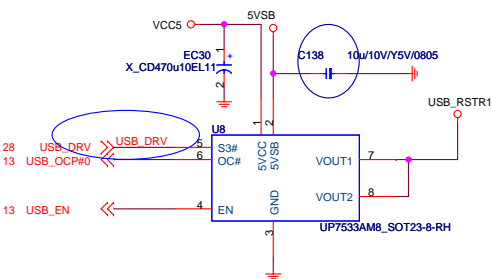 5VSB
VCC5
EC30
X_CD470u10EL11
1
+
2
C138
10u/10V/Y5V/0805
USB_RSTR1
28 USB_DRV
USB_DRV
13 USB_OCP#0
13 USB_EN
U8
1
2
5
S3#
6
OC#
4
EN
5VCC
5VSB
GND
3
VOUT1
7
VOUT2
8
UP7533AM8_SOT23-8-RH